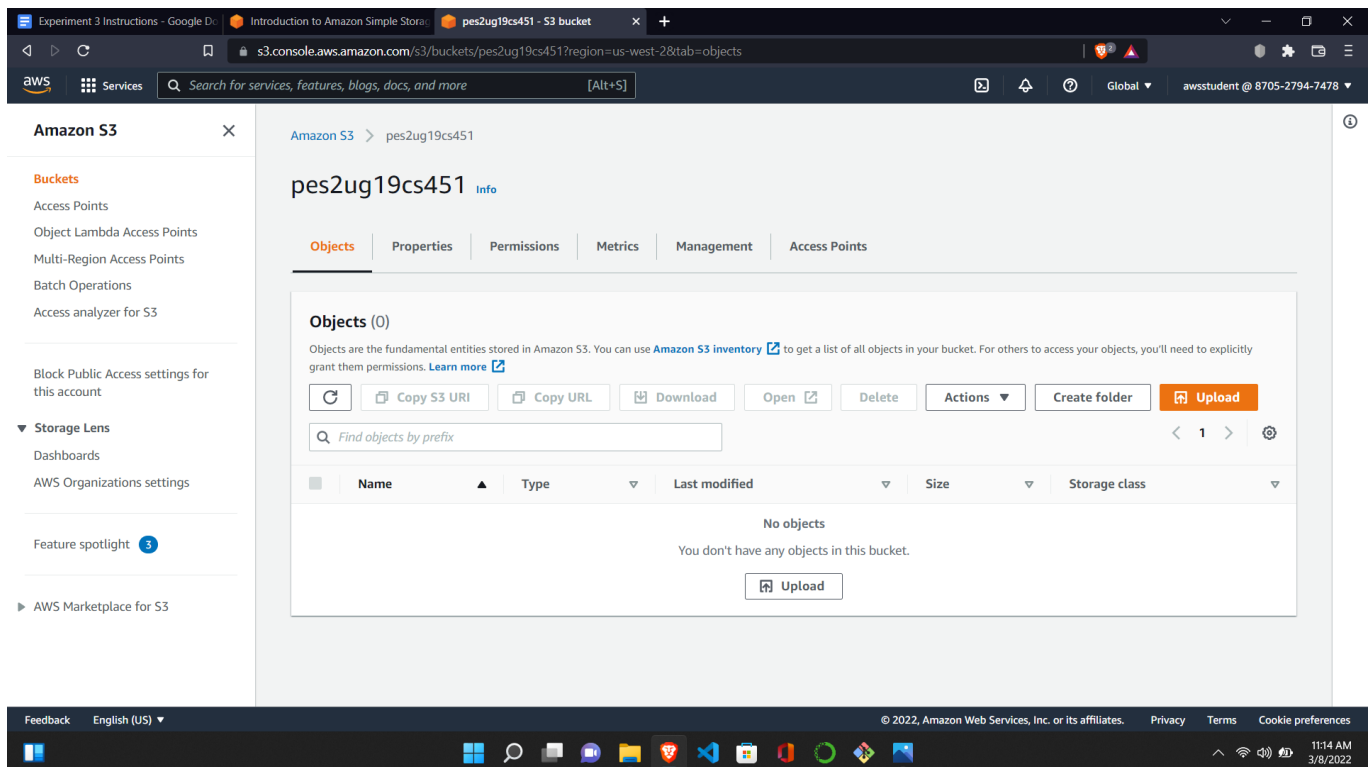 Experiment 3 Instructions - Google Do
Introduction to Amazon Simple Storag
pes2ug19cs451 - S3 bucket
s3.console.aws.amazon.com/s3/buckets/pes2ug19cs451?region=us-west-2&tab=objects
2
aws Services Search for services, features, blogs, docs, and more [Alt+S] Global awsstudent @ 8705-2794-7478
Amazon S3
Buckets
Access Points
Object Lambda Access Points
Multi-Region Access Points
Batch Operations
Access analyzer for S3
Block Public Access settings for
this account
Storage Lens
Dashboards
AWS Organizations settings
Feature spotlight 3
AWS Marketplace for S3
Amazon S3 > pes2ug19cs451
pes2ug19cs451 Info
Objects Properties Permissions Metrics Management Access Points
Objects (0)
Objects are the fundamental entities stored in Amazon S3. You can use Amazon S3 inventory to get a list of all objects in your bucket. For others to access your objects, you'll need to explicitly
grant them permissions. Learn more
Copy S3 URI Copy URL Download Open Delete Actions Create folder Upload
Find objects by prefix
< 1 >
Name Type Last modified Size Storage class
No objects
You don't have any objects in this bucket.
Upload
Feedback English (US) © 2022, Amazon Web Services, Inc. or its affiliates. Privacy Terms Cookie preferences
11:14 AM
3/8/2022